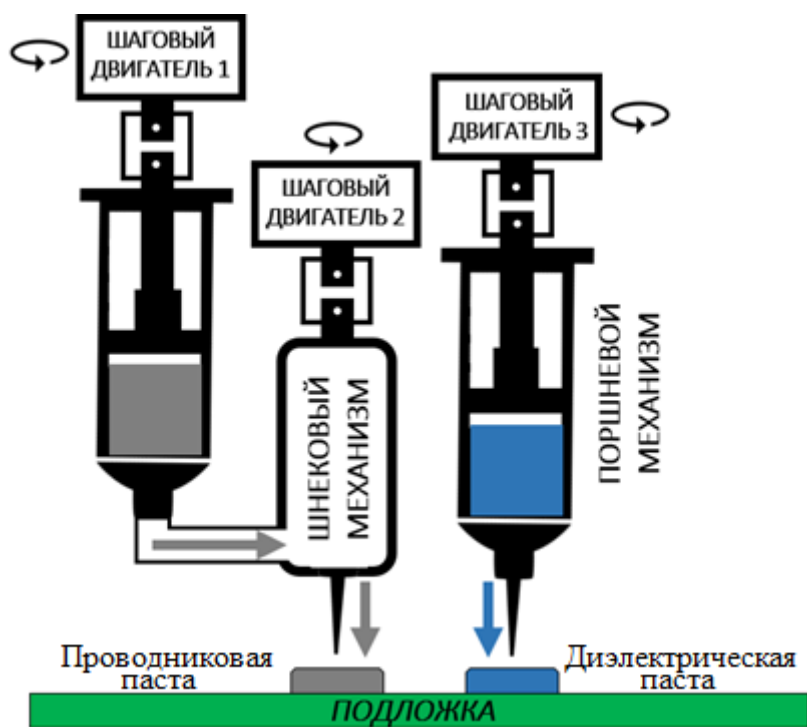 ШАГОВЫЙ
ДВИГАТЕЛЬ 1
ШАГОВЫЙ
ДВИГАТЕЛЬ 2
ШАГОВЫЙ
ДВИГАТЕЛЬ 3
ШНЕКОВЫЙ
МЕХАНИЗМ
ПОРШНЕВОЙ
МЕХАНИЗМ
Проводниковая
паста
Диэлектрическая
паста
ПОДЛОЖКА